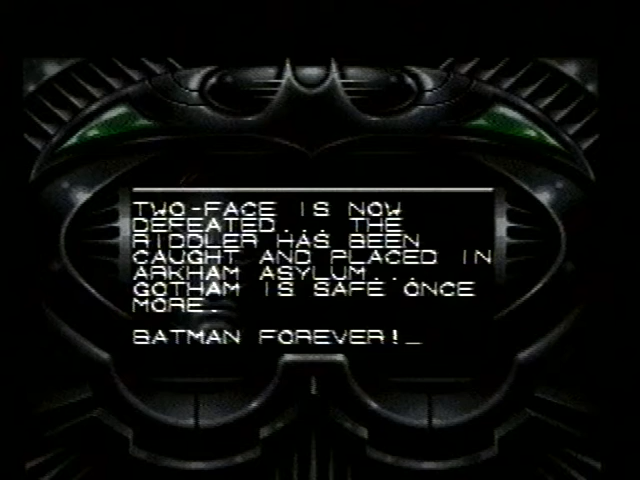 TWO-FACE IS NOW
DEFEATED... THE
RIDDLER HAS BEEN
CAUGHT AND PLACED IN
ARKHAM ASYLUM...
GOTHAM IS SAFE ONCE
MORE.
BATMAN FOREVER!_